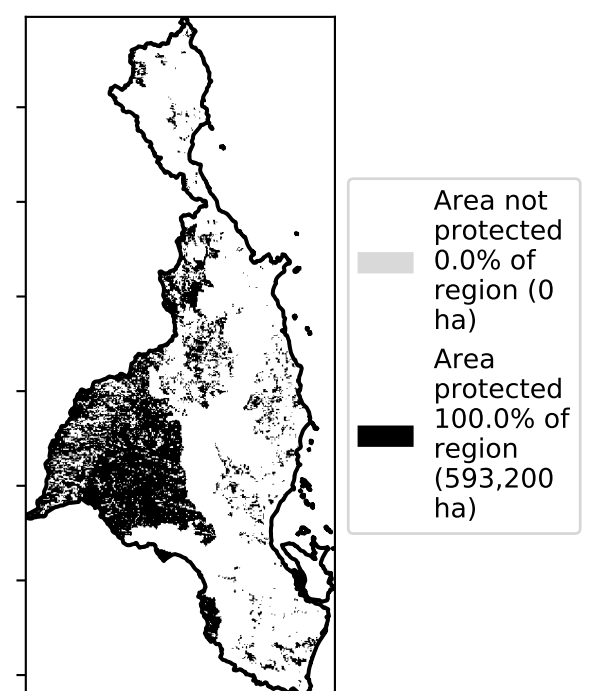 Area not
protected
0.0% of
region (0
ha)
Area
protected
100.0% of
region
(593,200
ha)